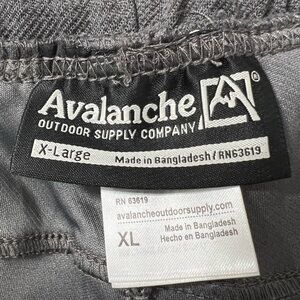 Avalanche ®
OUTDOOR SUPPLY COMPANY
X-Large
Made in Bangladesh / RN63619
RN 63619
avalancheoutdoorsupply.com
XL
Made in Bangladesh
Hecho en Bangladesh